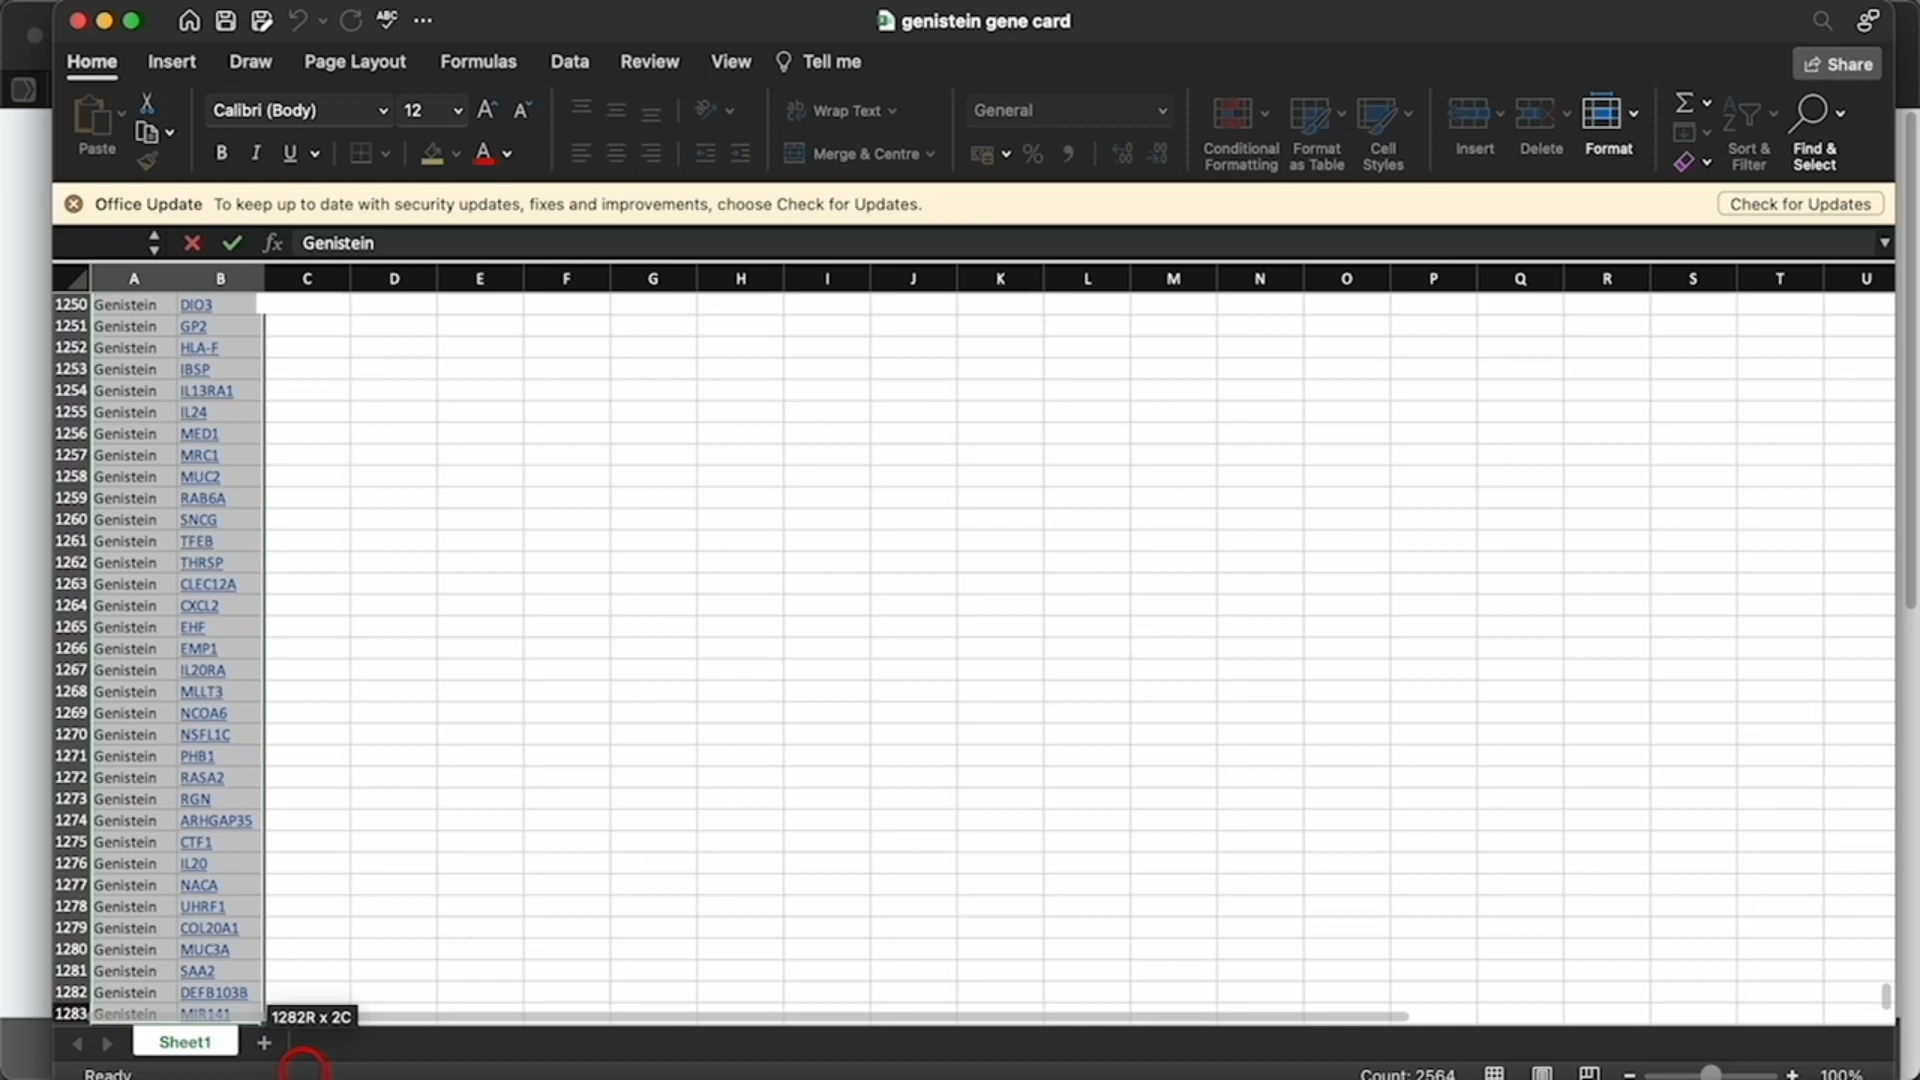 ABC
genistein gene card
Home Insert Draw Page Layout Formulas Data Review View Tell me
Share
Paste
Calibri (Body) 12 A A
B I U A
Wrap Text
Merge & Centre
General
%
Conditional Formatting
Format as Table
Cell Styles
Insert
Delete
Format
Sort & Filter
Find & Select
Office Update To keep up to date with security updates, fixes and improvements, choose Check for Updates.
Check for Updates
fx Genistein
A B C D E F G H I J K L M N O P Q R S T U
1250 Genistein DIO3
1251 Genistein GP2
1252 Genistein HLA-F
1253 Genistein IBSP
1254 Genistein IL13RA1
1255 Genistein IL24
1256 Genistein MED1
1257 Genistein MRC1
1258 Genistein MUC2
1259 Genistein RAB6A
1260 Genistein SNCG
1261 Genistein TFEB
1262 Genistein THRSP
1263 Genistein CLEC12A
1264 Genistein CXCL2
1265 Genistein EHF
1266 Genistein EMP1
1267 Genistein IL20RA
1268 Genistein MLLT3
1269 Genistein NCOA6
1270 Genistein NSFL1C
1271 Genistein PHB1
1272 Genistein RASA2
1273 Genistein RGN
1274 Genistein ARHGAP35
1275 Genistein CTF1
1276 Genistein IL20
1277 Genistein NACA
1278 Genistein UHRF1
1279 Genistein COL20A1
1280 Genistein MUC3A
1281 Genistein SAA2
1282 Genistein DEFB103B
1283 Genistein MIR141
1282R x 2C
Sheet1 +
Ready
Count: 2564
100%